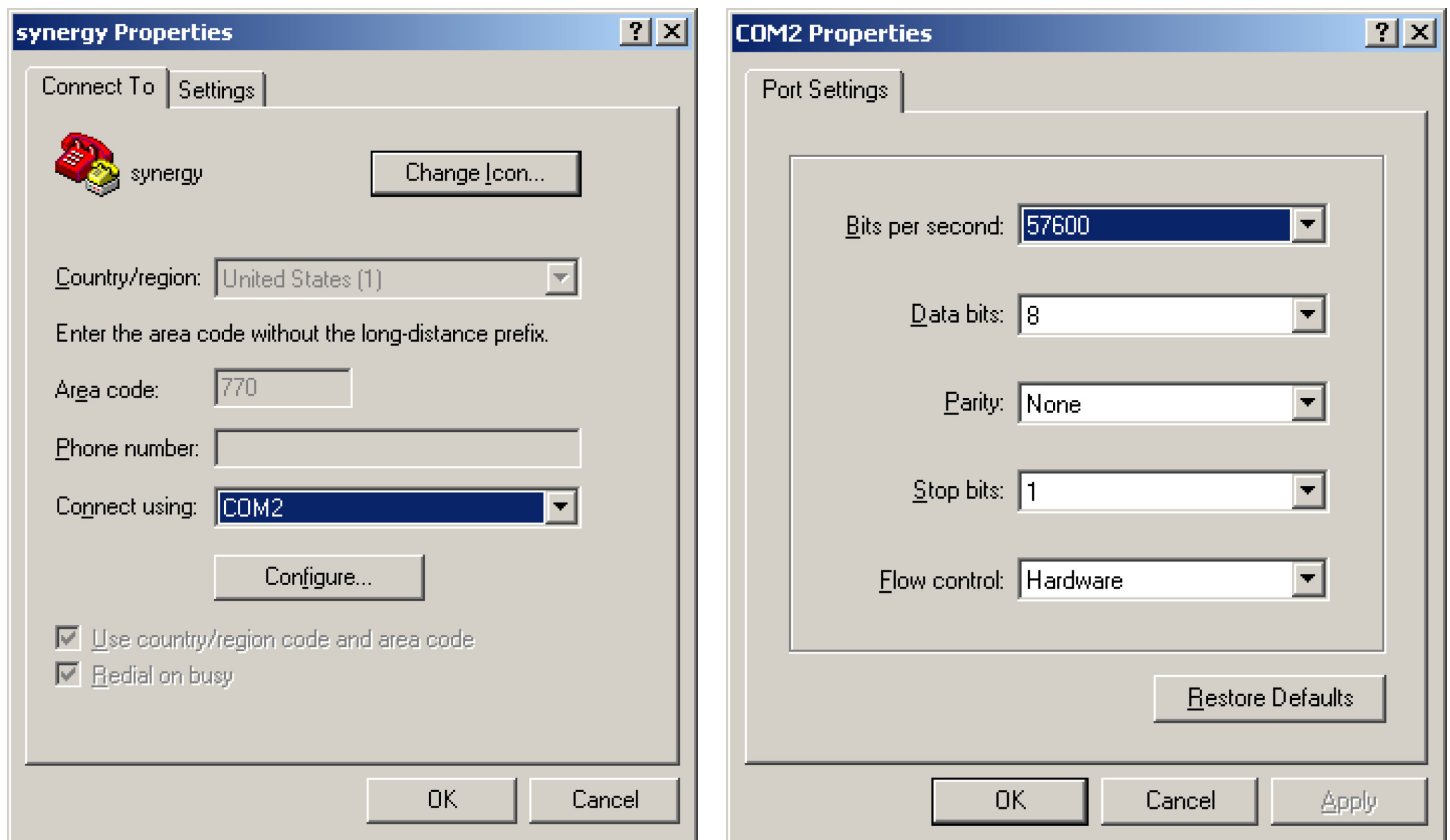 synergy Properties
Connect To
Settings
synergy
Change Icon...
Country/region: United States (1)
Enter the area code without the long-distance prefix.
Area code: 770
Phone number:
Connect using: COM2
Configure...
Use country/region code and area code
Redial on busy
OK
Cancel
COM2 Properties
Port Settings
Bits per second: 57600
Data bits: 8
Parity: None
Stop bits: 1
Flow control: Hardware
Restore Defaults
OK
Cancel
Apply